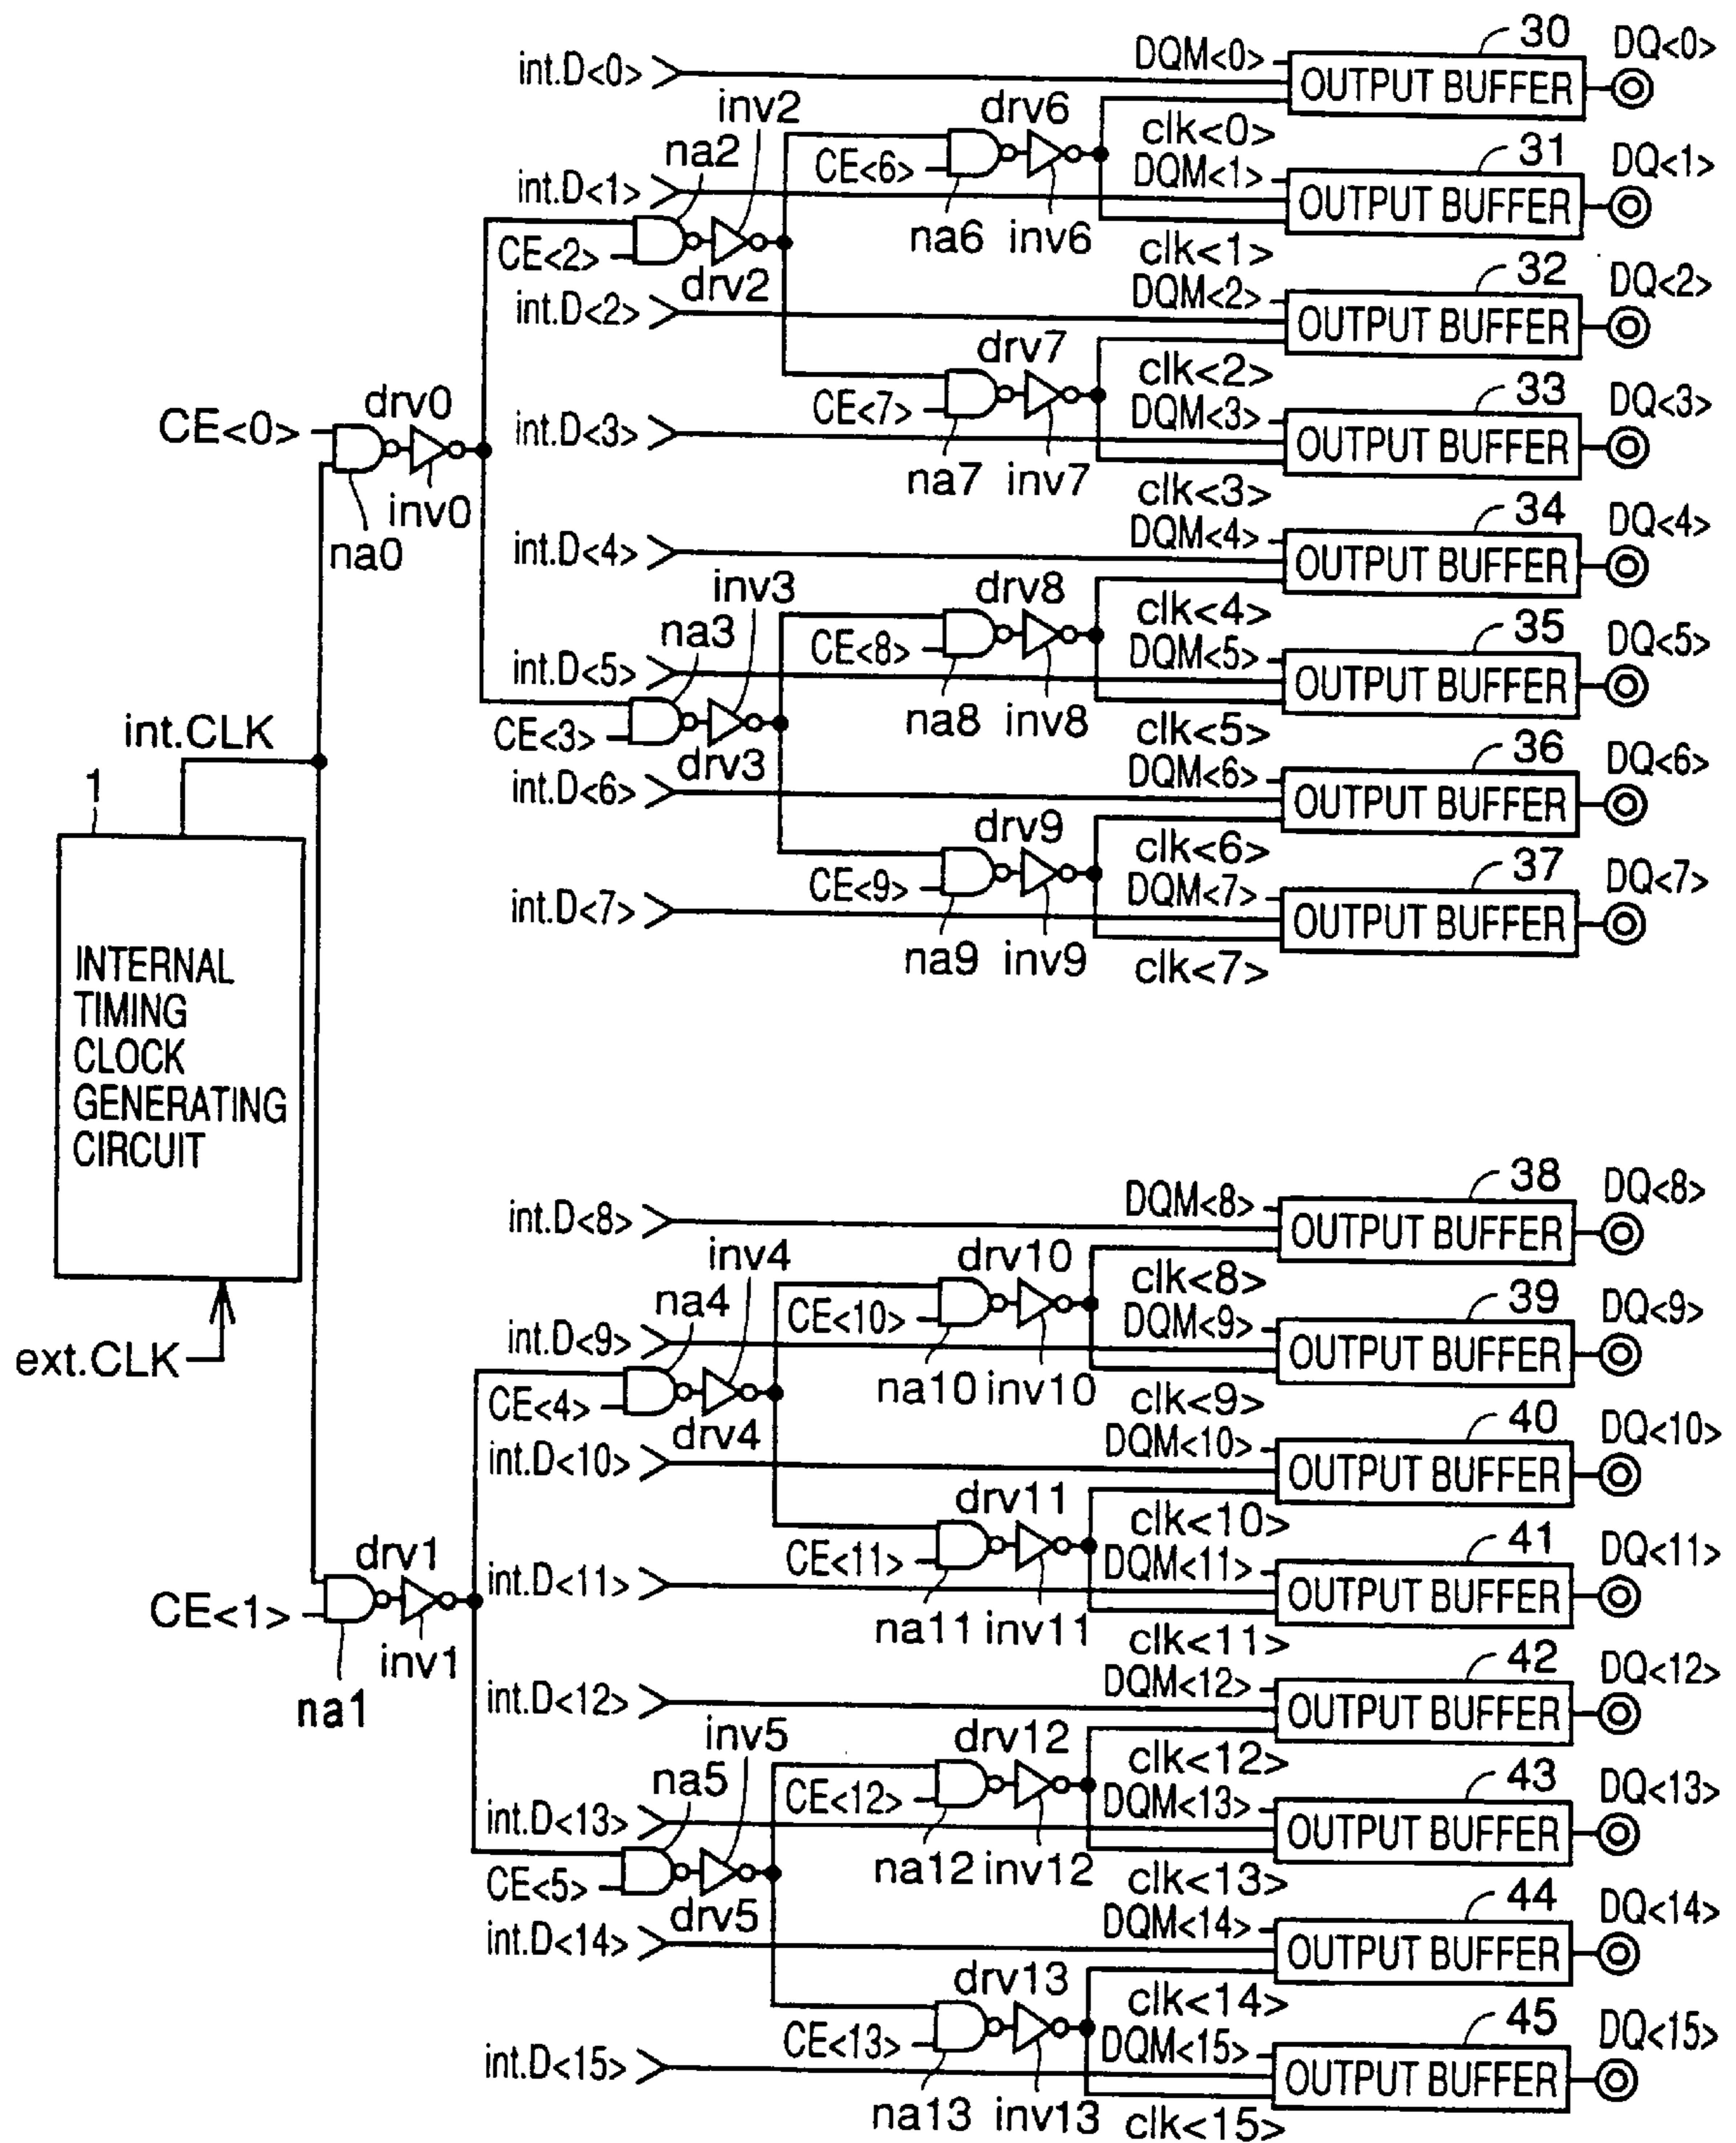 30 DQ<0>
DQM<0>
int.D<0> OUTPUT BUFFER
inv2 drv6
clk<0>
na2 CE<6> 31 DQ<1>
DQM<1>
int.D<1> OUTPUT BUFFER
na6 inv6
CE<2> clk<1>
drv2 32 DQ<2>
DQM<2>
int.D<2> OUTPUT BUFFER
drv7
clk<2>
drv0 CE<7> 33 DQ<3>
DQM<3>
CE<0> int.D<3> OUTPUT BUFFER
na7 inv7
inv0 clk<3>
na0 34 DQ<4>
DQM<4>
int.D<4> OUTPUT BUFFER
inv3 drv8
clk<4>
na3 CE<8> 35 DQ<5>
DQM<5>
int.D<5> OUTPUT BUFFER
na8 inv8
int.CLK CE<3> clk<5>
drv3 36 DQ<6>
DQM<6>
1 int.D<6> OUTPUT BUFFER
drv9
clk<6>
CE<9> 37 DQ<7>
DQM<7>
int.D<7> OUTPUT BUFFER
na9 inv9
clk<7>
INTERNAL
TIMING
CLOCK
GENERATING
CIRCUIT
38 DQ<8>
DQM<8>
int.D<8> OUTPUT BUFFER
inv4 drv10
clk<8>
na4 CE<10> 39 DQ<9>
DQM<9>
ext.CLK int.D<9> OUTPUT BUFFER
na10 inv10
CE<4> clk<9>
drv4 40 DQ<10>
DQM<10>
int.D<10> OUTPUT BUFFER
drv11
clk<10>
drv1 CE<11> 41 DQ<11>
DQM<11>
CE<1> int.D<11> OUTPUT BUFFER
na11 inv11
inv1 clk<11>
na1 42 DQ<12>
DQM<12>
int.D<12> OUTPUT BUFFER
inv5 drv12
clk<12>
na5 CE<12> 43 DQ<13>
DQM<13>
int.D<13> OUTPUT BUFFER
na12 inv12
CE<5> clk<13>
drv5 44 DQ<14>
DQM<14>
int.D<14> OUTPUT BUFFER
drv13
clk<14>
CE<13> 45 DQ<15>
DQM<15>
int.D<15> OUTPUT BUFFER
na13 inv13
clk<15>